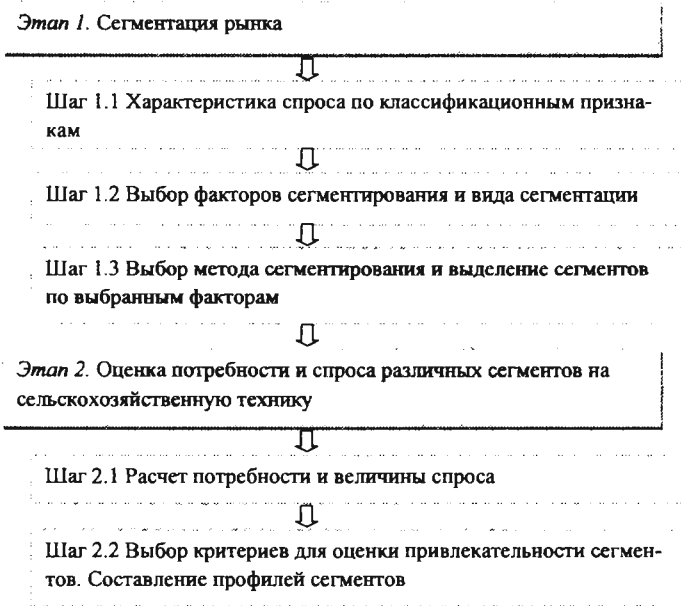 Этап 1. Сегментация рынка
Шаг 1.1 Характеристика спроса по классификационным призна-
кам
Шаг 1.2 Выбор факторов сегментирования и вида сегментации
Шаг 1.3 Выбор метода сегментирования и выделение сегментов
по выбранным факторам
Этап 2. Оценка потребности и спроса различных сегментов на
сельскохозяйственную технику
Шаг 2.1 Расчет потребности и величины спроса
Шаг 2.2 Выбор критериев для оценки привлекательности сегмен-
тов. Составление профилей сегментов